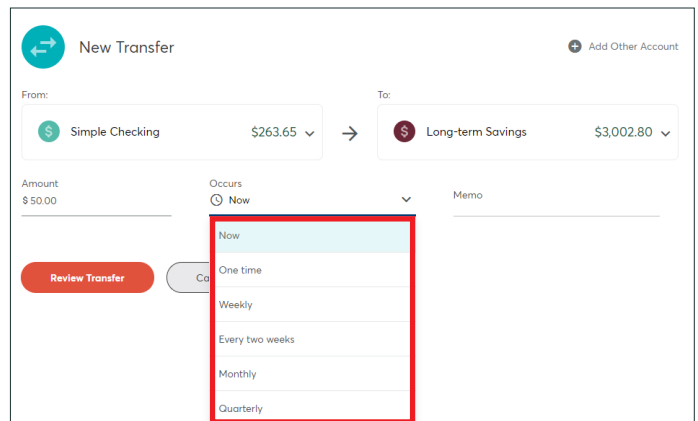 New Transfer
Add Other Account
From:
To:
$ Simple Checking $263.65
$ Long-term Savings $3,002.80
Amount
Occurs
Memo
$ 50.00
Now
Now
One time
Weekly
Every two weeks
Monthly
Quarterly
Review Transfer
Ca